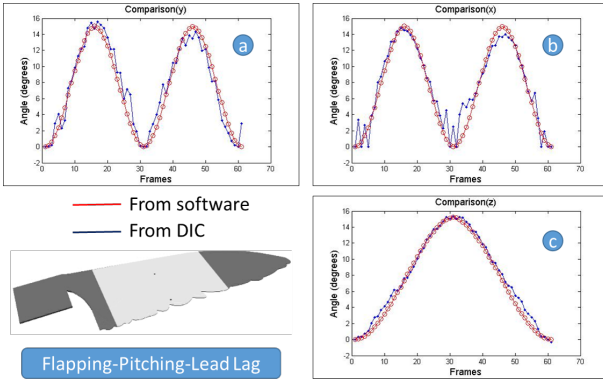 Comparison(y)
16
14
12
10
8
6
4
2
0
-2
0 10 20 30 40 50 60 70
Angle (degrees)
Frames
a
Comparison(x)
16
14
12
10
8
6
4
2
0
-2
0 10 20 30 40 50 60 70
Angle (degrees)
Frames
b
From software
From DIC
Flapping-Pitching-Lead Lag
Comparison(z)
16
14
12
10
8
6
4
2
0
-2
0 10 20 30 40 50 60 70
Angle (degrees)
Frames
c